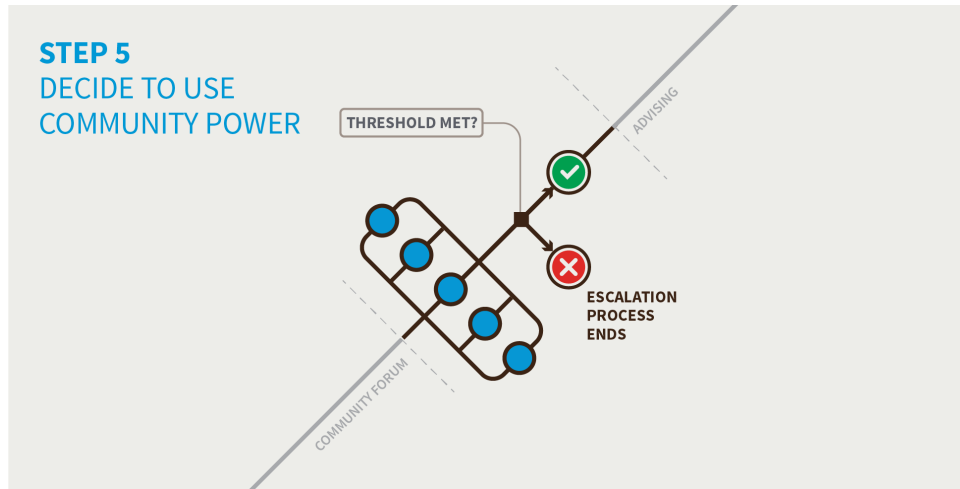 STEP 5
DECIDE TO USE
COMMUNITY POWER
THRESHOLD MET?
ADVISING
ESCALATION
PROCESS
ENDS
COMMUNITY FORUM